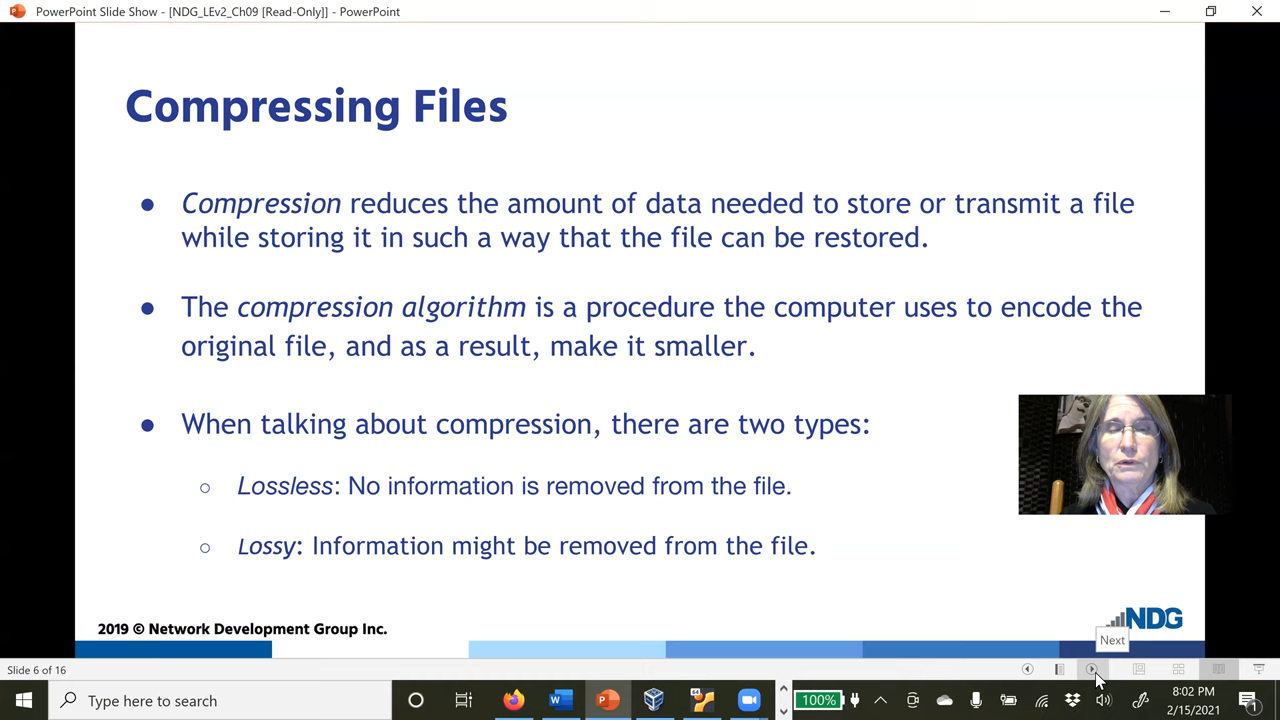 PowerPoint Slide Show - [NDG_LEv2_Ch09 [Read-Only]] - PowerPoint
Compressing Files
● Compression reduces the amount of data needed to store or transmit a file
while storing it in such a way that the file can be restored.
● The compression algorithm is a procedure the computer uses to encode the
original file, and as a result, make it smaller.
● When talking about compression, there are two types:
○ Lossless: No information is removed from the file.
○ Lossy: Information might be removed from the file.
2019 © Network Development Group Inc.
NDG
Next
Slide 6 of 16
Type here to search
100%
8:02 PM
2/15/2021
1